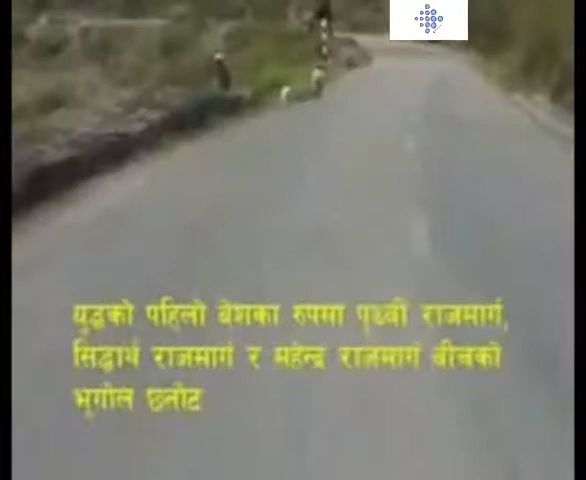 युद्धको पहिलो बेशका रुपमा पृथ्वी राजमार्ग,
सिद्धार्थ राजमार्ग र महेन्द्र राजमार्ग बीचको
भूगोल छनोट